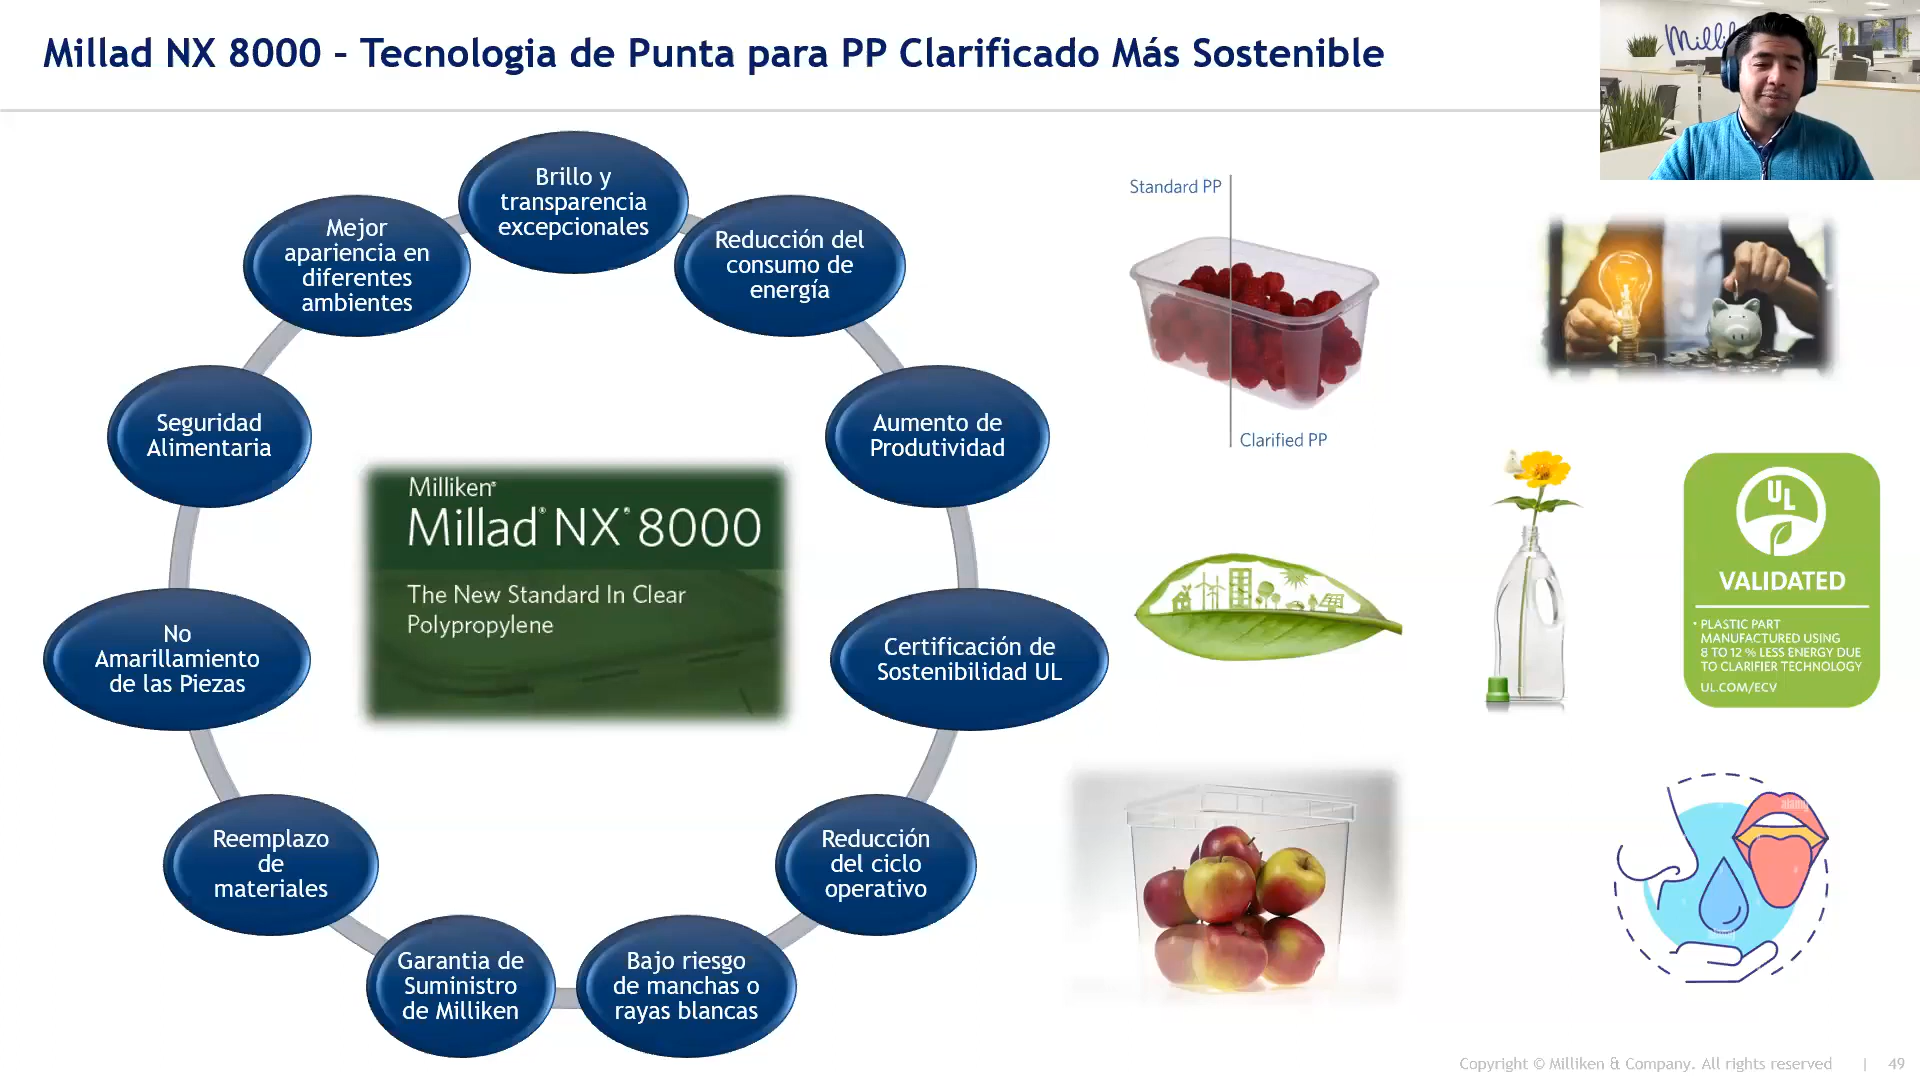 Millad NX 8000 – Tecnologia de Punta para PP Clarificado Más Sostenible
Brillo y
transparencia
excepcionales
Reducción del
consumo de
energía
Aumento de
Produtividad
Certificación de
Sostenibilidad UL
Reducción
del ciclo
operativo
Bajo riesgo
de manchas o
rayas blancas
Garantia de
Suministro
de Milliken
Reemplazo
de
materiales
No
Amarillamiento
de las Piezas
Seguridad
Alimentaria
Mejor
apariencia en
diferentes
ambientes
Milliken®
Millad® NX® 8000
The New Standard In Clear
Polypropylene
Standard PP
Clarified PP
UL
VALIDATED
• PLASTIC PART
MANUFACTURED USING
8 TO 12 % LESS ENERGY DUE
TO CLARIFIER TECHNOLOGY
UL.COM/ECV
alamy
Copyright © Milliken & Company. All rights reserved | 49